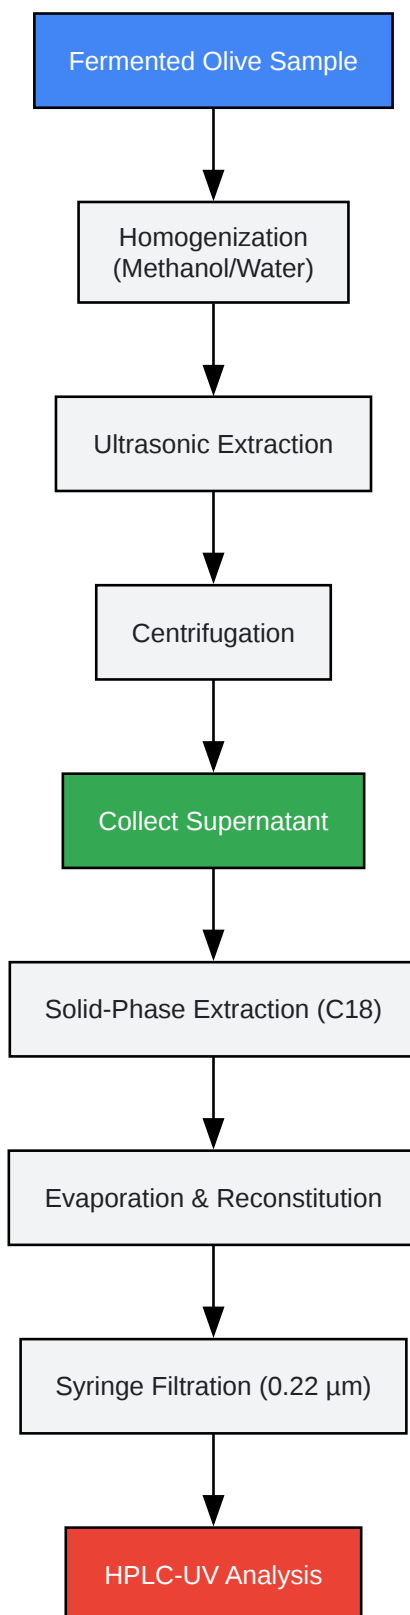 Fermented Olive Sample
Homogenization
(Methanol/Water)
Ultrasonic Extraction
Centrifugation
Collect Supernatant
Solid-Phase Extraction (C18)
Evaporation & Reconstitution
Syringe Filtration (0.22 µm)
HPLC-UV Analysis